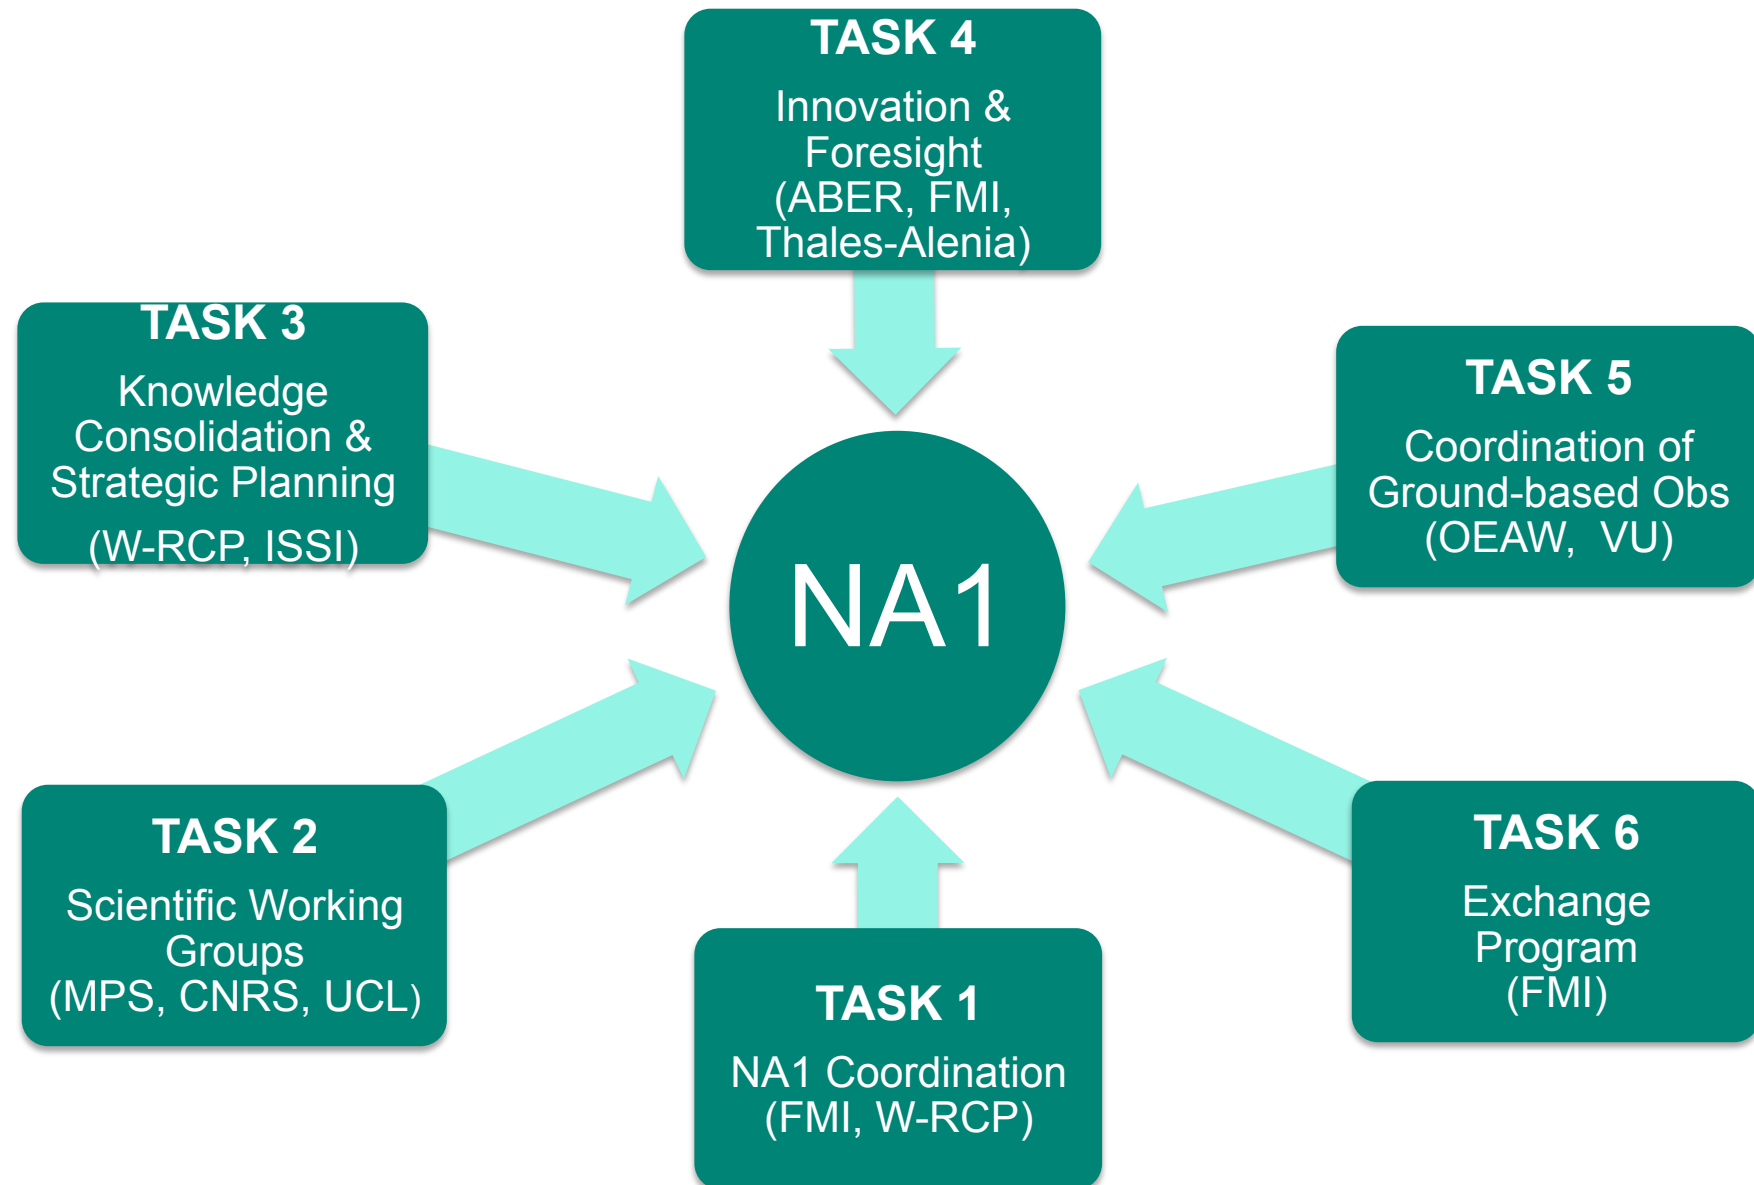 TASK 4
Innovation &
Foresight
(ABER, FMI,
Thales-Alenia)
TASK 3
Knowledge
Consolidation &
Strategic Planning
(W-RCP, ISSI)
TASK 5
Coordination of
Ground-based Obs
(OEAW, VU)
NA1
TASK 2
Scientific Working
Groups
(MPS, CNRS, UCL)
TASK 6
Exchange
Program
(FMI)
TASK 1
NA1 Coordination
(FMI, W-RCP)